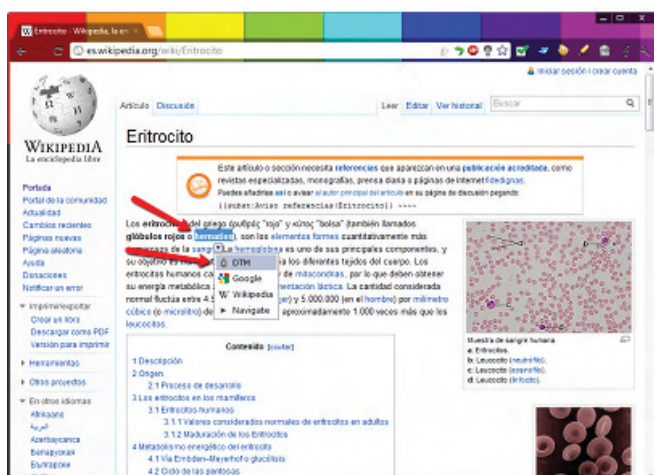 Eritrocito - Wikipedia, la en
es.wikipedia.org/wiki/Eritrocito
Iniciar sesión / crear cuenta
Artículo Discusión Leer Editar Ver historial Buscar
WIKIPEDIA
La enciclopedia libre
Eritrocito
Este artículo o sección necesita referencias que aparezcan en una publicación acreditada, como
revistas especializadas, monografías, prensa diaria o páginas de Internet fidedignas.
Puedes añadirlas así o avisar al autor principal del artículo en su página de discusión pegando:
{{subst:Aviso referencias|Eritrocito}} ~~~~
Portada
Portal de la comunidad
Actualidad
Cambios recientes
Páginas nuevas
Página aleatoria
Ayuda
Donaciones
Notificar un error
Imprimir/exportar
Crear un libro
Descargar como PDF
Versión para imprimir
Herramientas
Otros proyectos
En otros idiomas
Afrikaans
العربية
Azərbaycanca
Беларуская
Български
Los eritrocitos del griego ἐρυθρός "rojo" y κύτος "bolsa" (también llamados
glóbulos rojos o hematíes), son los elementos formes cuantitativamente más
numerosos de la sangre. La hemoglobina es uno de sus principales componentes, y
su objetivo es a los diferentes tejidos del cuerpo. Los
eritrocitos humanos de mitocondrias, por lo que deben obtener
su energía metabólica mentación láctica. La cantidad considerada
normal fluctúa entre 4.5 jer) y 5.000.000 (en el hombre) por milímetro
cúbico (o microlitro) de aproximadamente 1.000 veces más que los
leucocitos.
DTM
Google
Wikipedia
Navigate
Contenido [ocultar]
1 Descripción
2 Origen
2.1 Proceso de desarrollo
3 Los eritrocitos en los mamíferos
3.1 Eritrocitos humanos
3.1.1 Valores considerados normales de eritrocitos en adultos
3.1.2 Maduración de los Eritrocitos
4 Metabolismo energético del eritrocito
4.1 Vía Embden-Meyerhof o glucólisis
4.2 Ciclo de las pentosas
Muestra de sangre humana.
a: Eritrocitos.
b: Leucocito (neutrófilo).
c: Leucocito (eosinófilo).
d: Leucocito (linfocito).